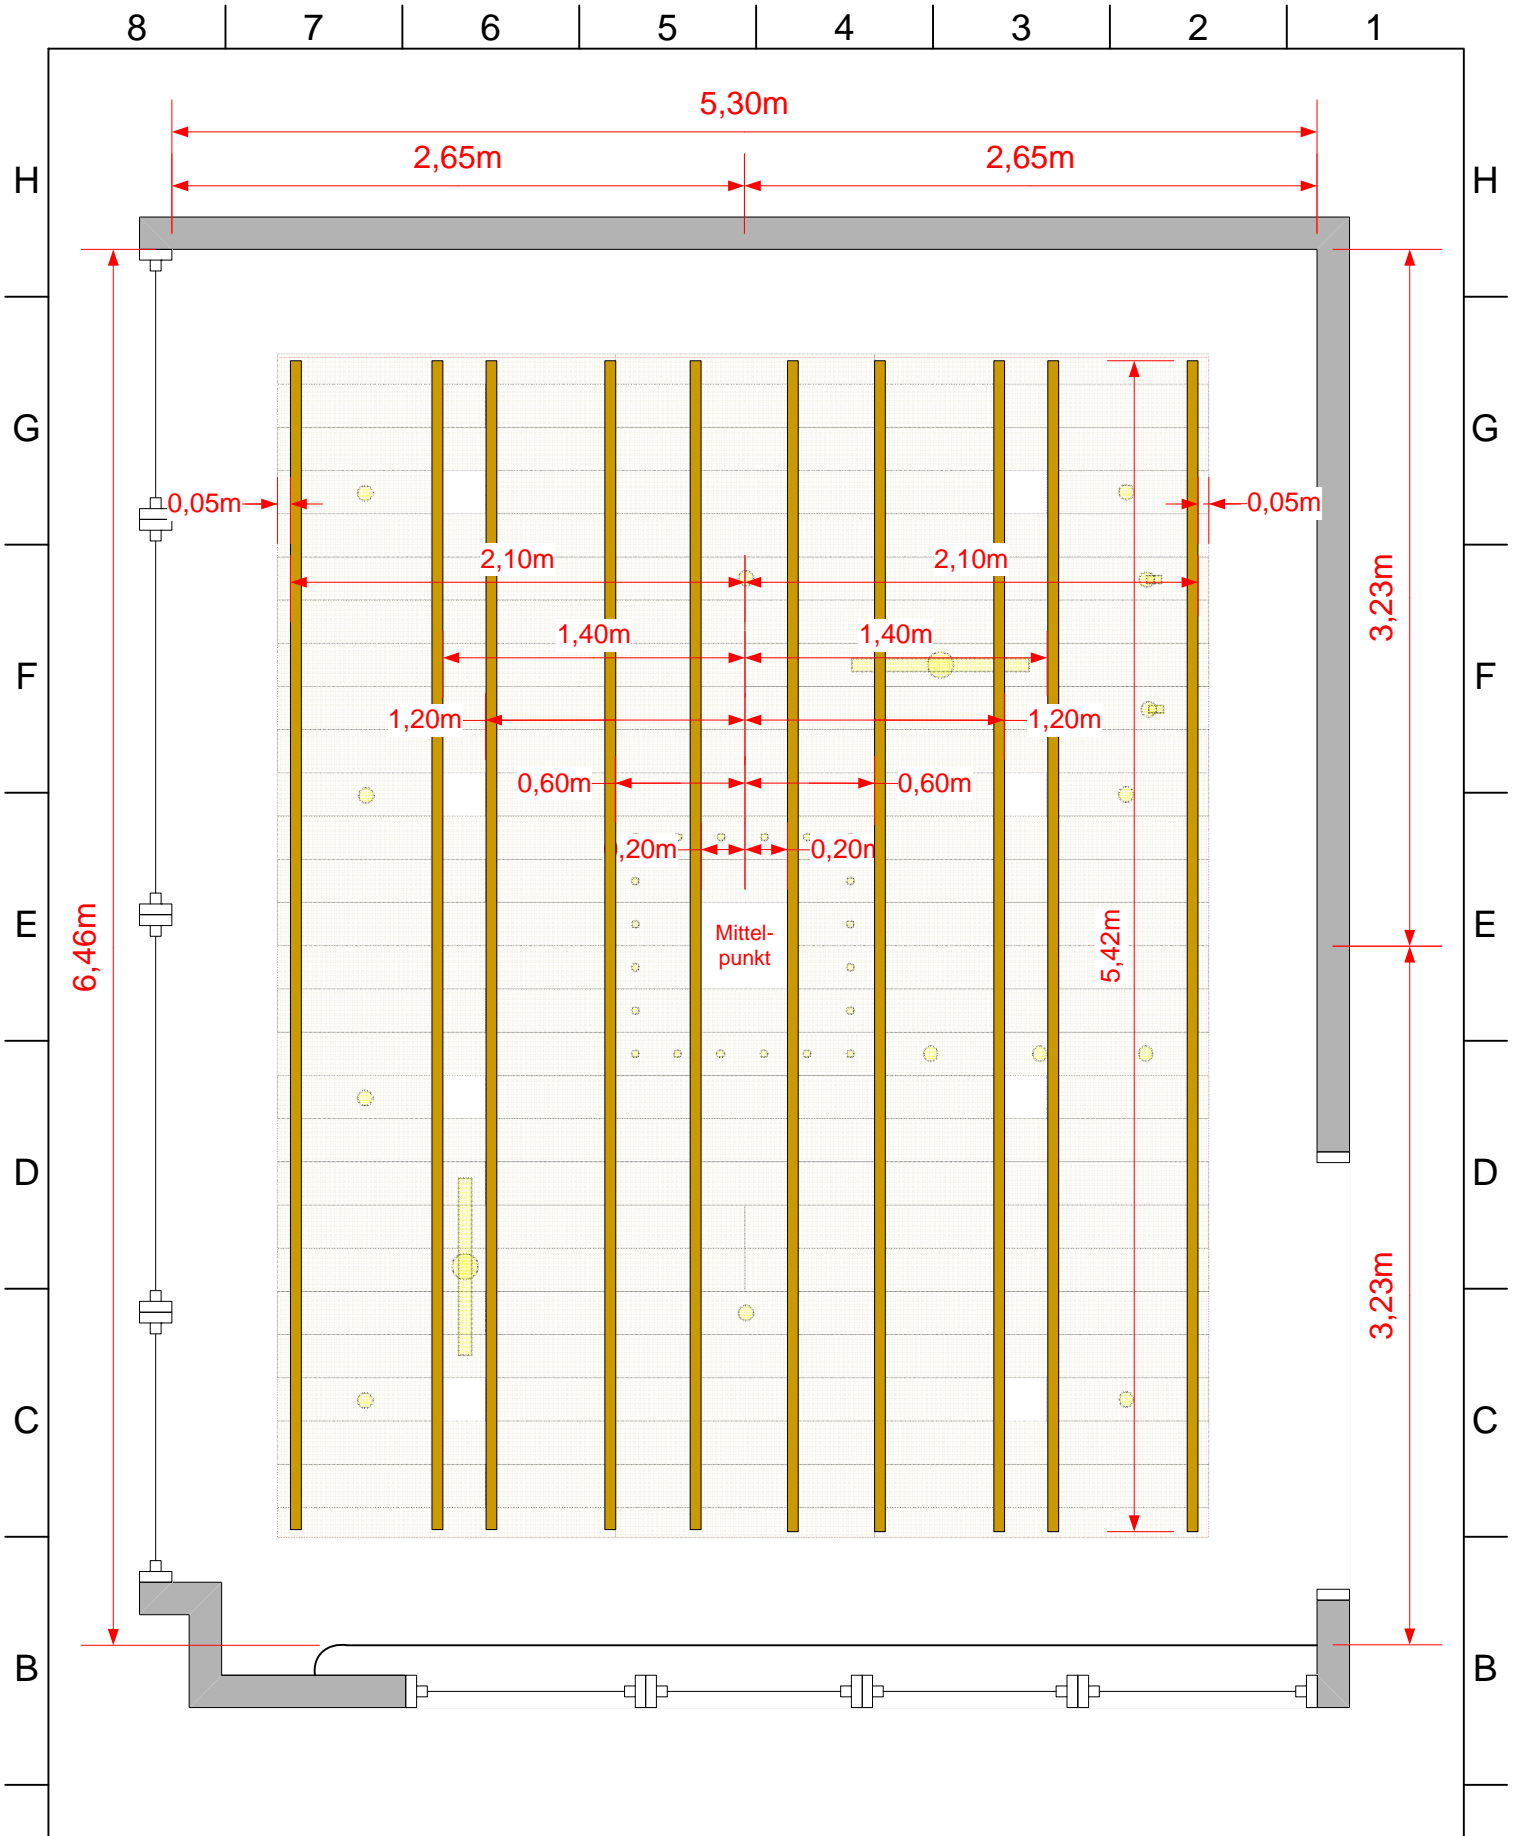 8 7 6 5 4 3 2 1
5,30m
2,65m 2,65m
H H
G G
0,05m 0,05m
2,10m 2,10m
3,23m
1,40m 1,40m
F F
1,20m 1,20m
0,60m 0,60m
,20m 0,20m
E E
6,46m
Mittel-
punkt
5,42m
D D
3,23m
C C
B B